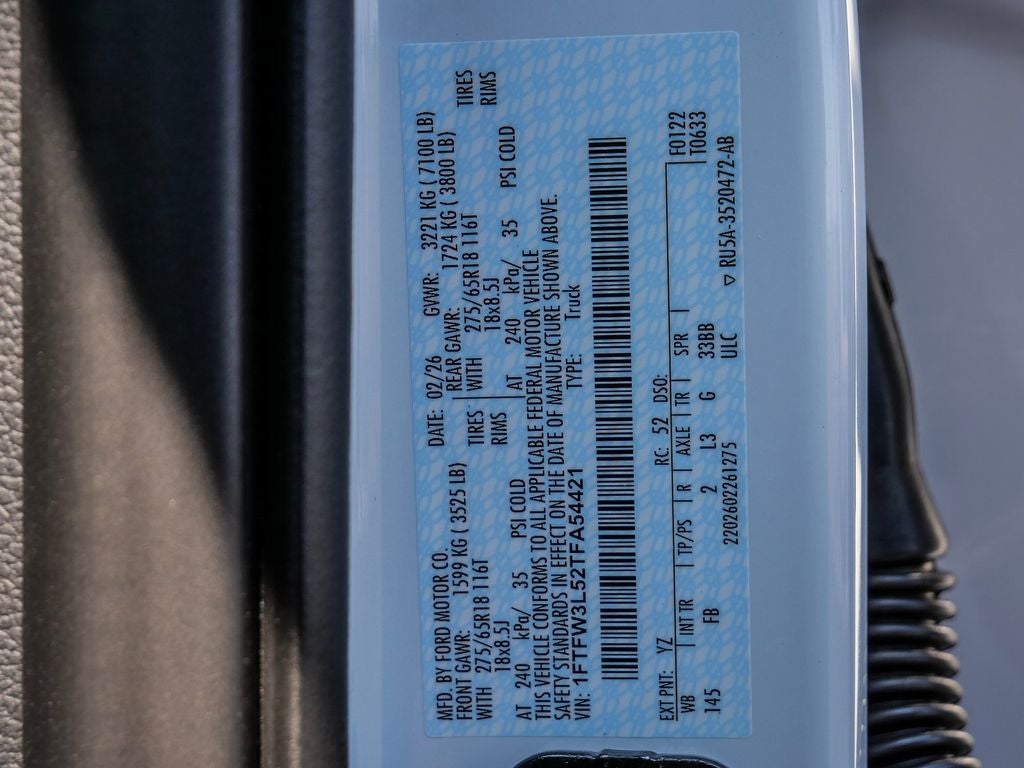 MFD. BY FORD MOTOR CO. DATE: 02/26 GVWR: 3221 KG ( 7100 LB)
FRONT GAWR: 1599 KG ( 3525 LB) REAR GAWR: 1724 KG ( 3800 LB)
WITH 275/65R18 116T TIRES WITH 275/65R18 116T TIRES
18x8.5J RIMS 18x8.5J RIMS
AT 240 kPa/ 35 PSI COLD AT 240 kPa/ 35 PSI COLD
THIS VEHICLE CONFORMS TO ALL APPLICABLE FEDERAL MOTOR VEHICLE
SAFETY STANDARDS IN EFFECT ON THE DATE OF MANUFACTURE SHOWN ABOVE.
VIN: 1FTFW3L52TFA54421 TYPE: Truck
EXT PNT: YZ RC: 52 DSO: F0122
WB INT TR TP/PS R AXLE TR SPR T0633
145 FB 2 L3 G 33BB
2202602261275 ULC ▽ RU5A-3520472-AB